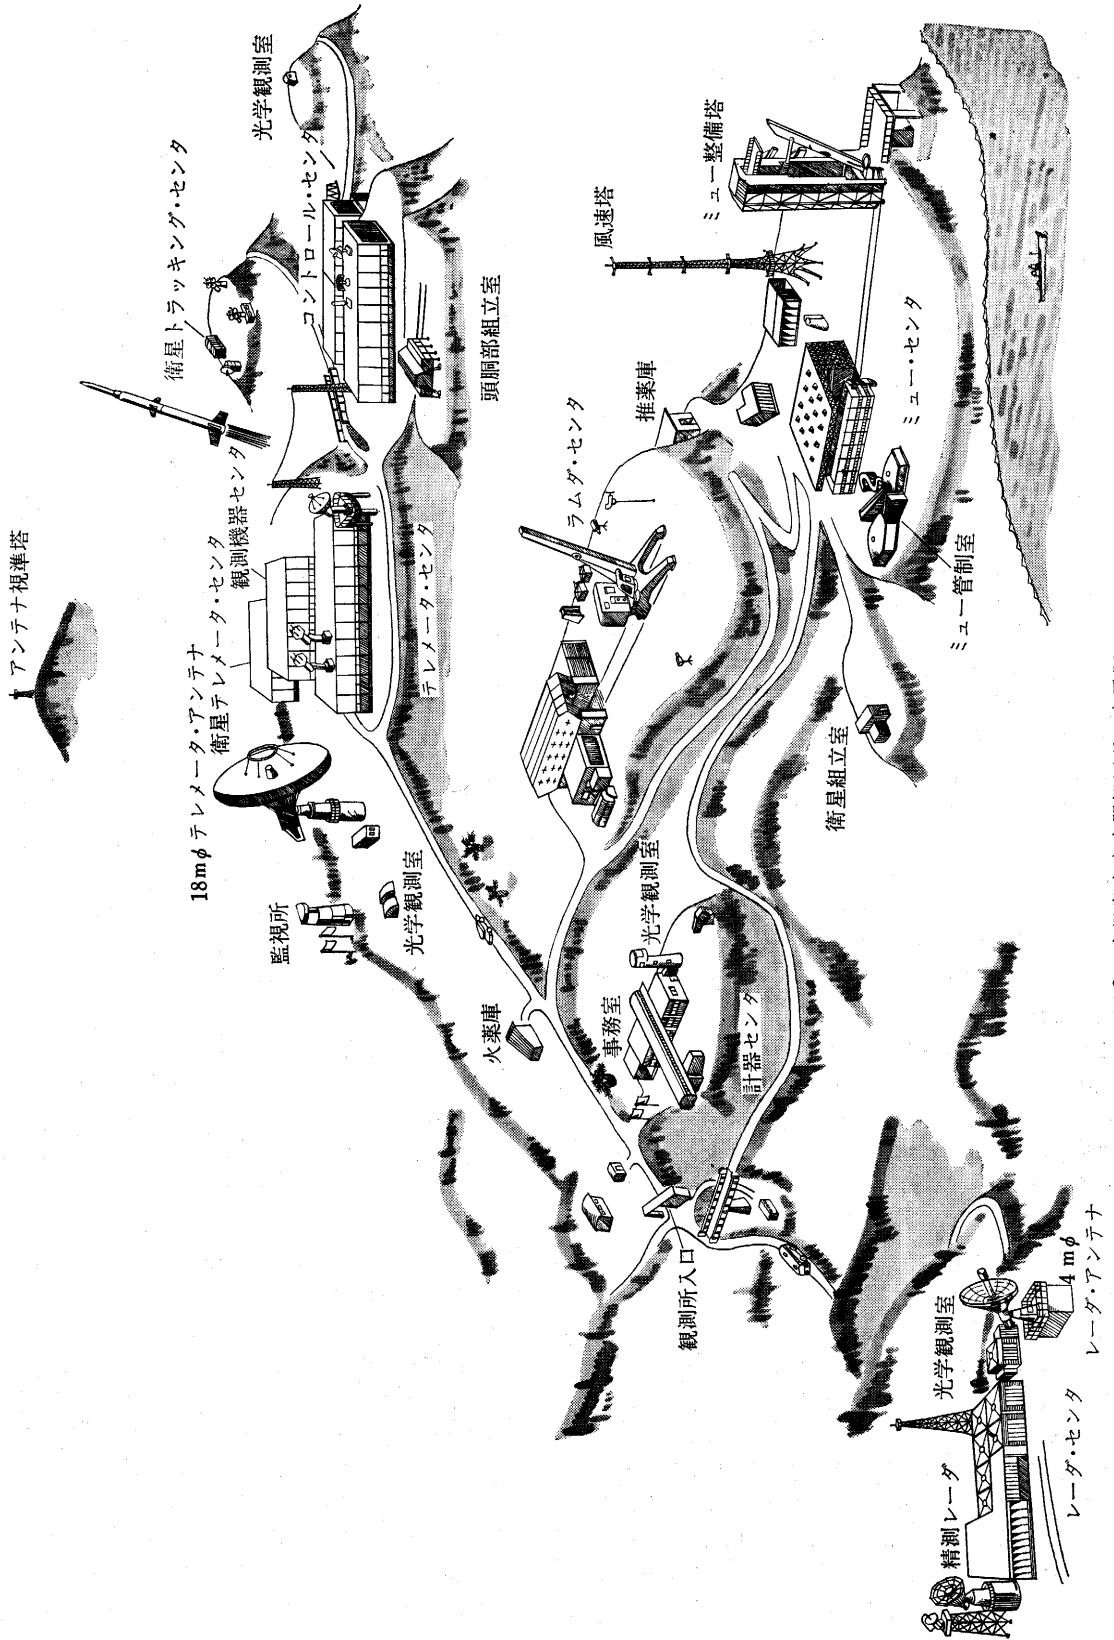 アンテナ視準塔
18mφテレメータ・アンテナ
衛星テレメータ・センタ
観測機器センタ
衛星トラッキング・センタ
光学観測室
コントロール・センタ
頭胴部組立室
テレメータ・センタ
監視所
光学観測室
火薬庫
ラムダ・センタ
推薬庫
風速塔
ミュー整備塔
ミュー・センタ
ミュー管制室
衛星組立室
光学観測室
事務室
計器センタ
観測所入口
光学観測室
4mφ
レーダ・アンテナ
精測レーダ
レーダ・センタ